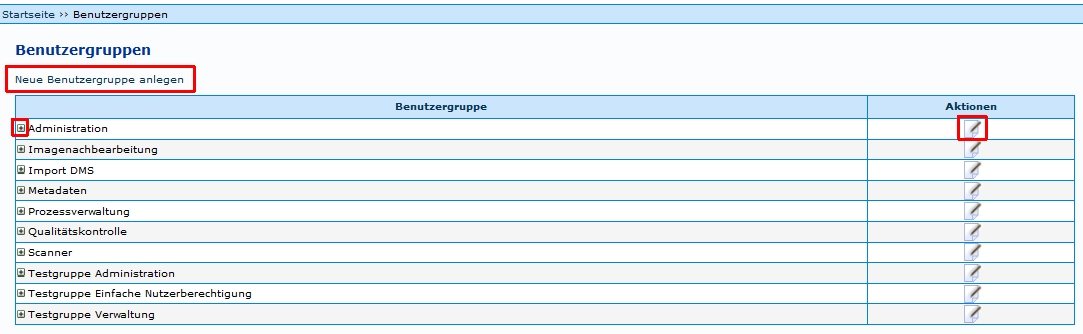 Startseite ›› Benutzergruppen
Benutzergruppen
Neue Benutzergruppe anlegen
Benutzergruppe Aktionen
Administration
Imagenachbearbeitung
Import DMS
Metadaten
Prozessverwaltung
Qualitätskontrolle
Scanner
Testgruppe Administration
Testgruppe Einfache Nutzerberechtigung
Testgruppe Verwaltung